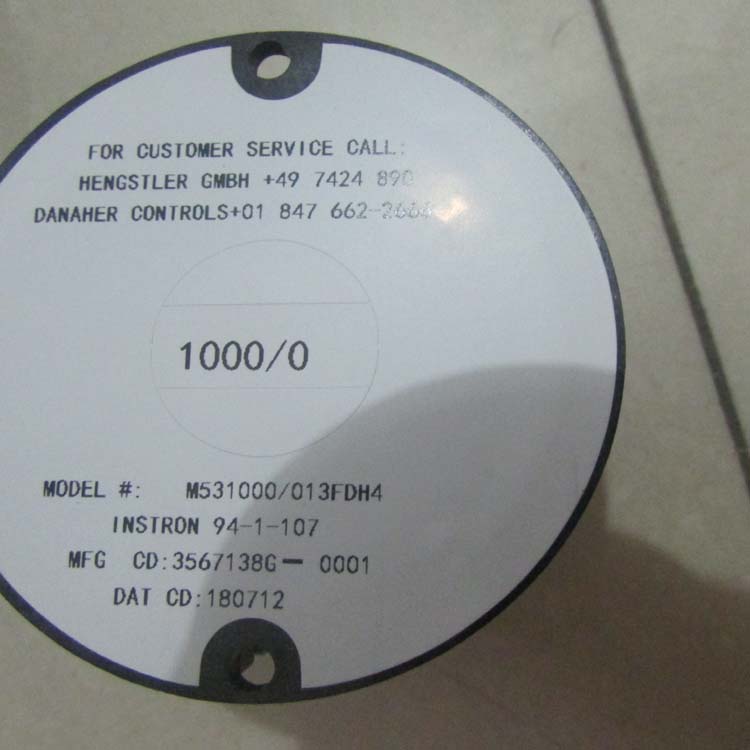 FOR CUSTOMER SERVICE CALL:
HENGSTLER GMBH +49 7424 890
DANAHER CONTROLS+01 847 662-2666
1000/0
MODEL #: M531000/013FDH4
INSTRON 94-1-107
MFG CD:3567138G- 0001
DAT CD:180712